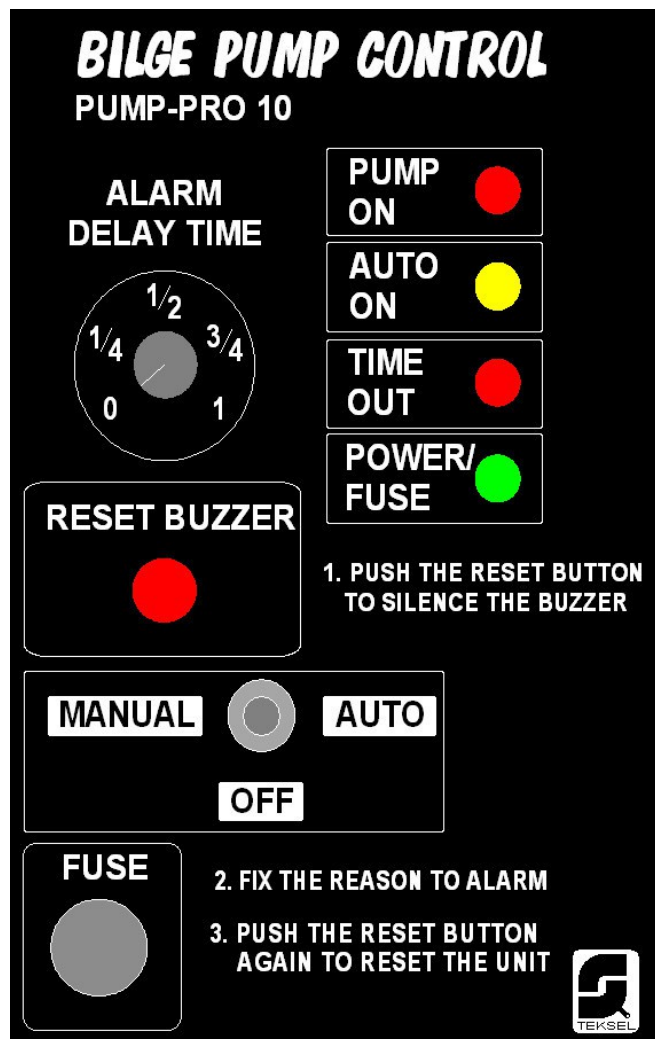 BILGE PUMP CONTROL
PUMP-PRO 10
ALARM
DELAY TIME
0
1/4
1/2
3/4
1
PUMP
ON
AUTO
ON
TIME
OUT
POWER/
FUSE
RESET BUZZER
1. PUSH THE RESET BUTTON
TO SILENCE THE BUZZER
MANUAL
AUTO
OFF
FUSE
2. FIX THE REASON TO ALARM
3. PUSH THE RESET BUTTON
AGAIN TO RESET THE UNIT
TEKSEL